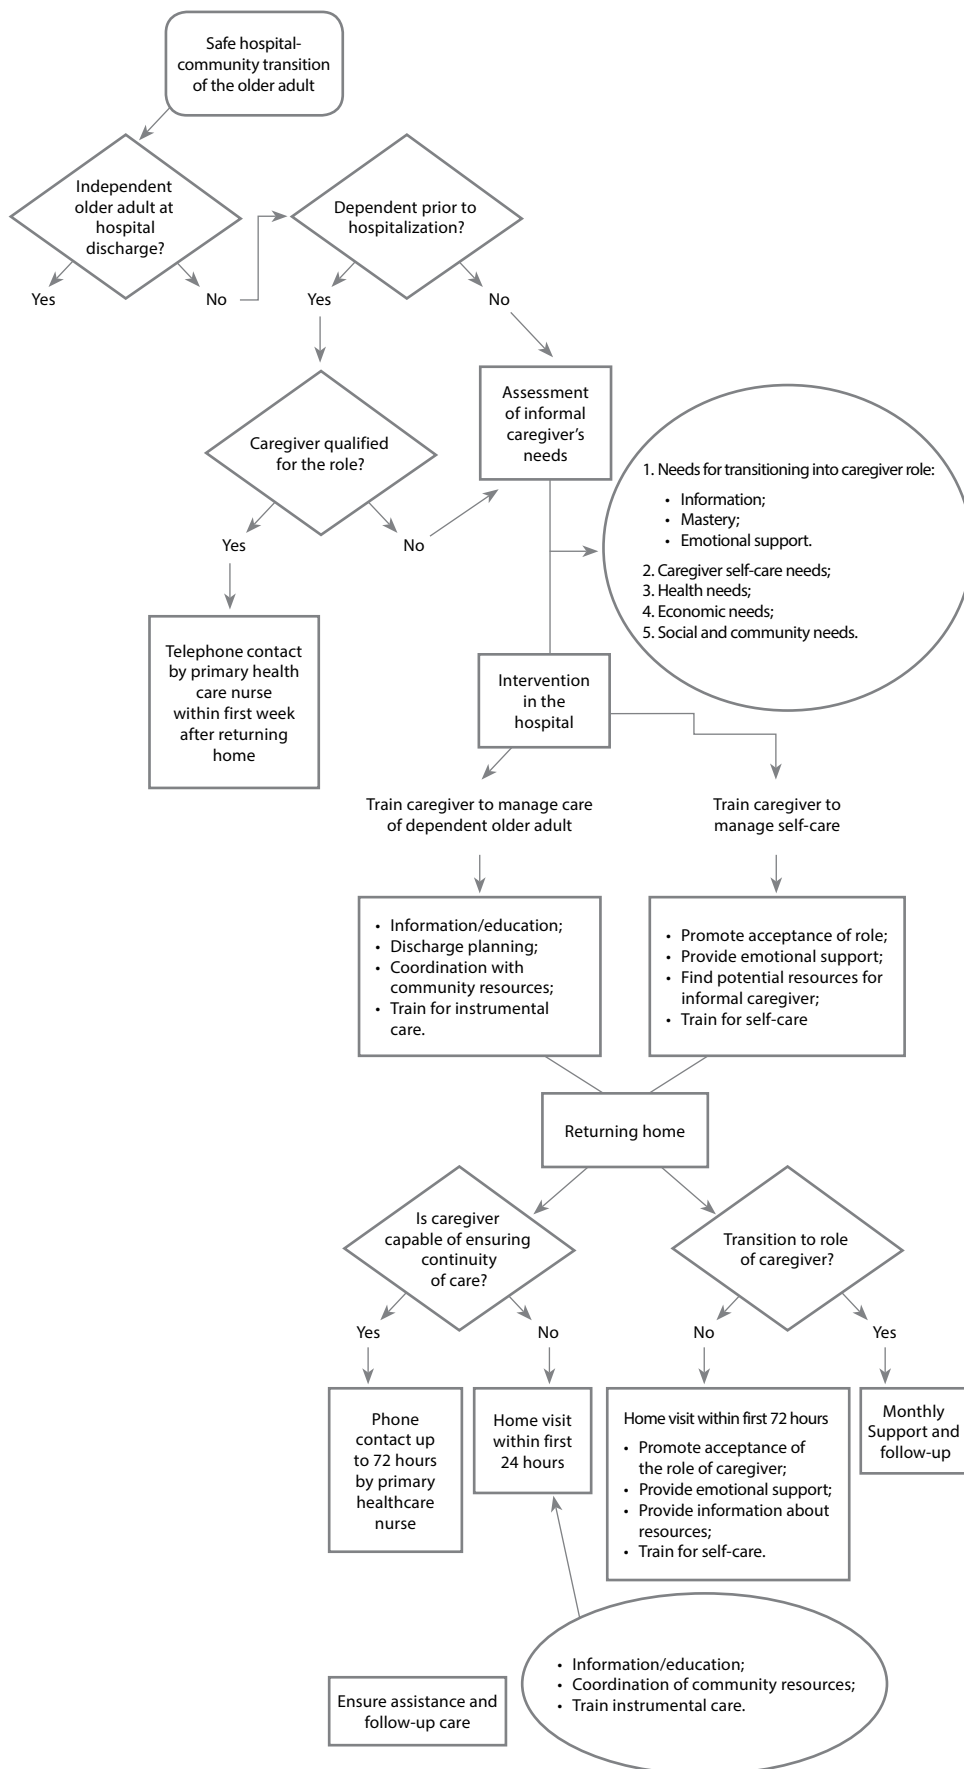 Safe hospital-
community transition
of the older adult
Independent
older adult at
hospital
discharge?
Dependent prior to
hospitalization?
Yes
No
Yes
No
Caregiver qualified
for the role?
Assessment
of informal
caregiver's
needs
1. Needs for transitioning into caregiver role:
• Information;
• Mastery;
• Emotional support.
2. Caregiver self-care needs;
3. Health needs;
4. Economic needs;
5. Social and community needs.
Yes
No
Telephone contact
by primary health
care nurse
within first week
after returning
home
Intervention
in the
hospital
Train caregiver to manage care
of dependent older adult
Train caregiver to
manage self-care
• Information/education;
• Discharge planning;
• Coordination with
community resources;
• Train for instrumental
care.
• Promote acceptance of role;
• Provide emotional support;
• Find potential resources for
informal caregiver;
• Train for self-care
Returning home
Is caregiver
capable of ensuring
continuity
of care?
Transition to role
of caregiver?
Yes
No
No
Yes
Phone
contact up
to 72 hours
by primary
healthcare
nurse
Home visit
within first
24 hours
Home visit within first 72 hours
• Promote acceptance of
the role of caregiver;
• Provide emotional support;
• Provide information about
resources;
• Train for self-care.
Monthly
Support and
follow-up
• Information/education;
• Coordination of community resources;
• Train instrumental care.
Ensure assistance and
follow-up care